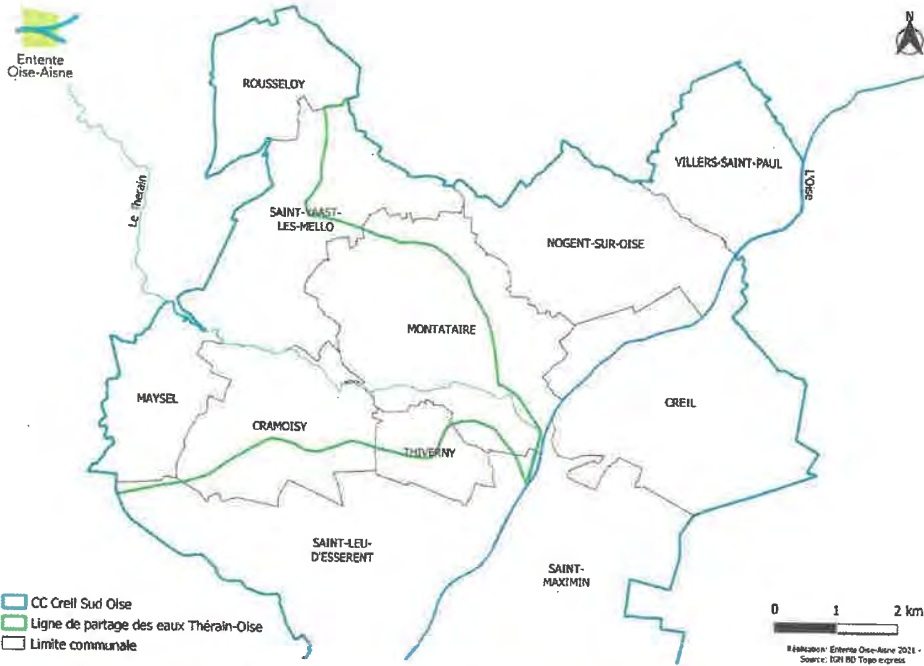 Entente
Oise-Aisne
N
ROUSSELOY
VILLERS-SAINT-PAUL
L'Oise
Le Thérain
SAINT-VAAST-
LES-MELLO
NOGENT-SUR-OISE
MONTATAIRE
MAYSEL
CREIL
CRAMOISY
THIVERNY
SAINT-LEU-
D'ESSERENT
SAINT-
MAXIMIN
CC Creil Sud Oise
Ligne de partage des eaux Thérain-Oise
Limite communale
0 1 2 km
Réalisation: Entente Oise-Aisne 2021 -
Source: IGN BD Topo express